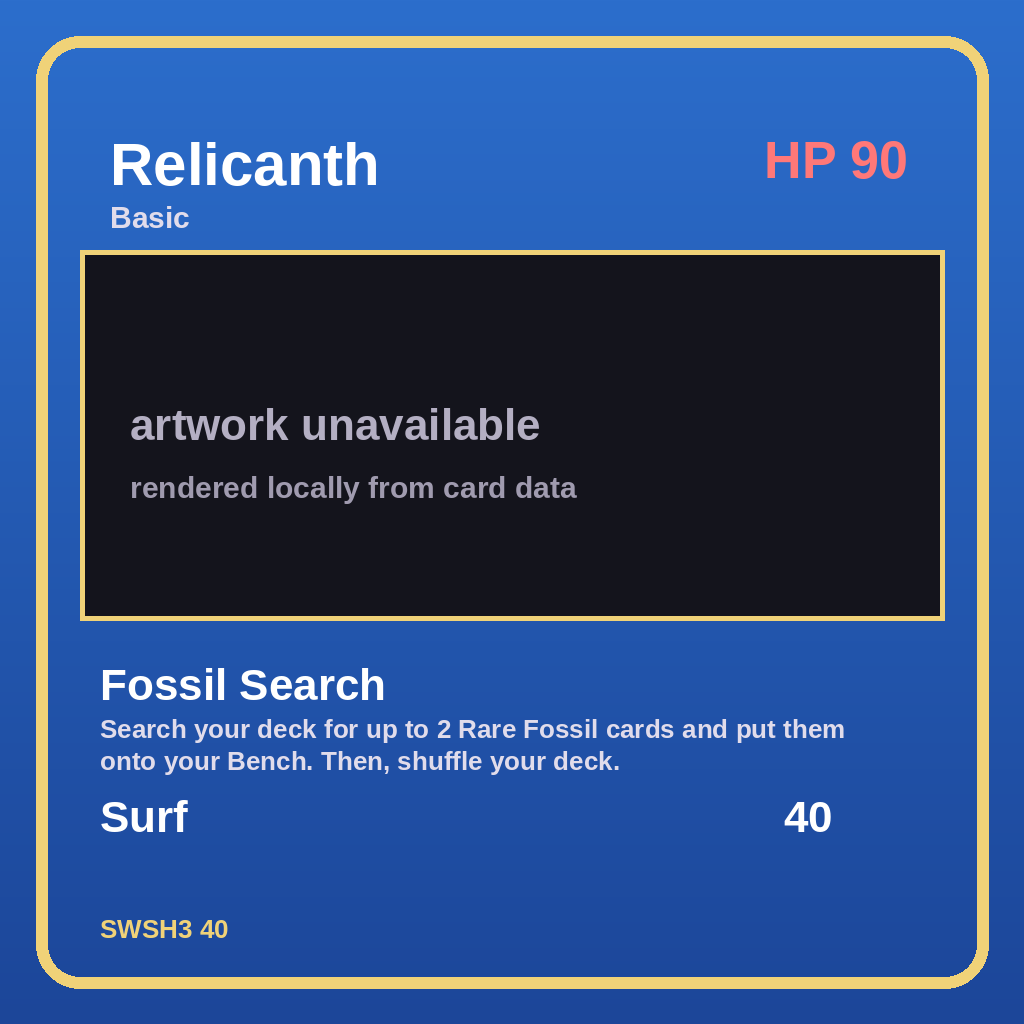 Relicanth
HP 90
Basic
artwork unavailable
rendered locally from card data
Fossil Search
Search your deck for up to 2 Rare Fossil cards and put them
onto your Bench. Then, shuffle your deck.
Surf 40
SWSH3 40